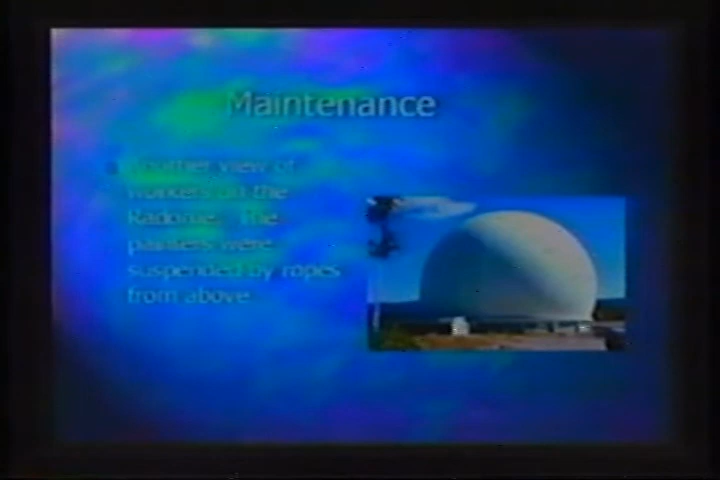 Maintenance
Another view of
workers on the
Radome. The
painters were
suspended by ropes
from above.